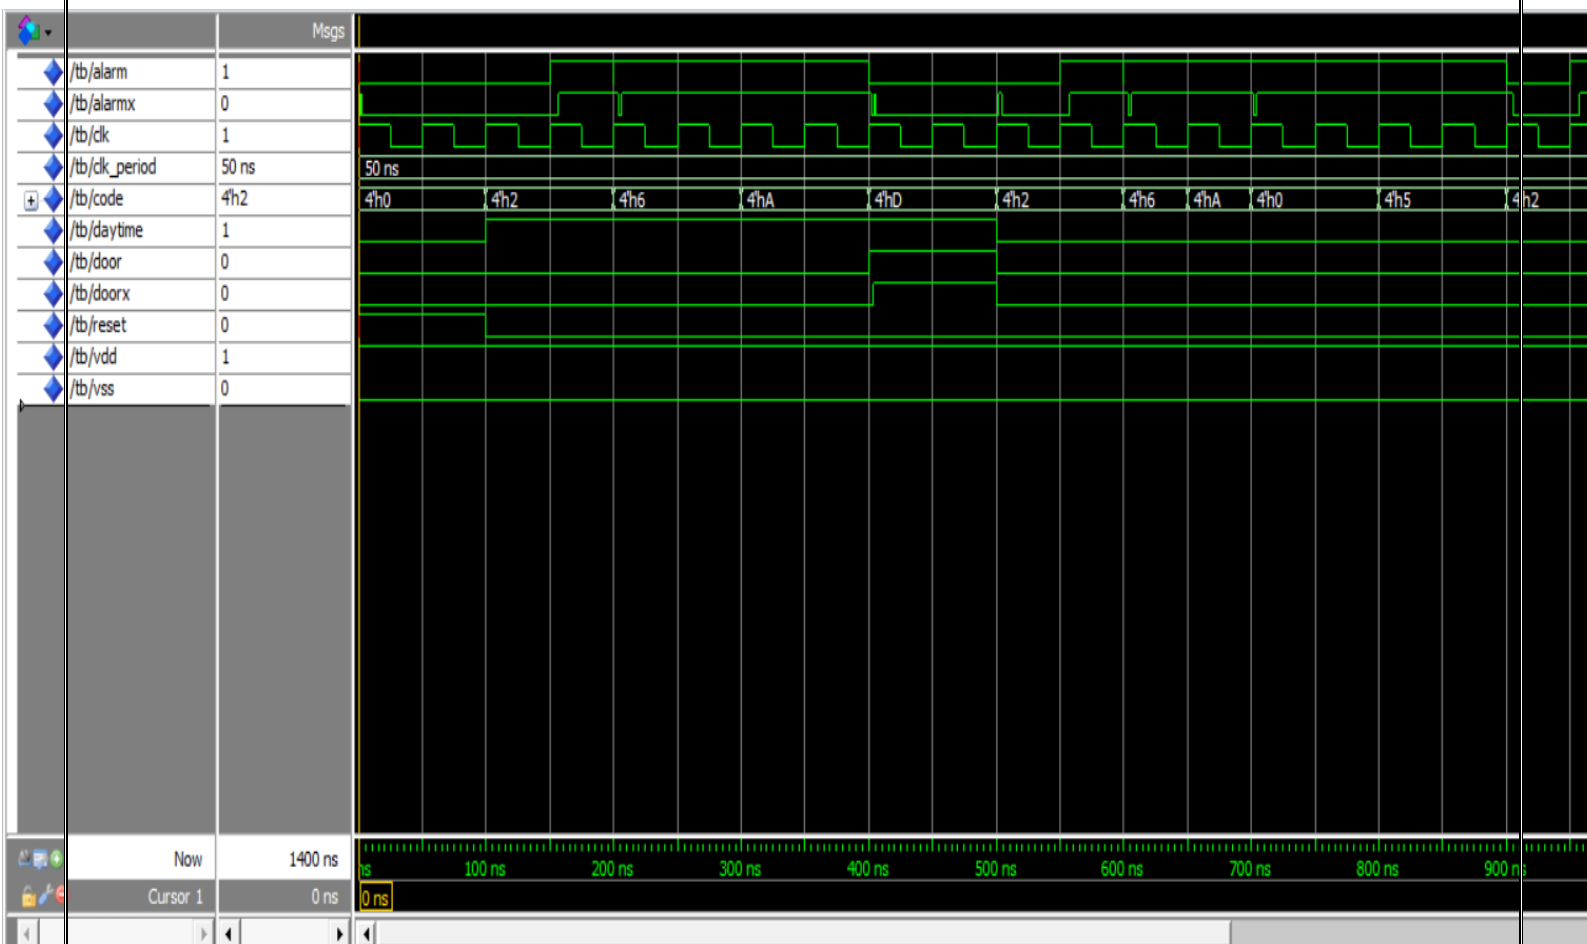 Msgs
/tb/alarm 1
/tb/alarmx 0
/tb/clk 1
/tb/clk_period 50 ns 50 ns
/tb/code 4'h2 4'h0 4'h2 4'h6 4'hA 4'hD 4'h2 4'h6 4'hA 4'h0 4'h5 4'h2
/tb/daytime 1
/tb/door 0
/tb/doorx 0
/tb/reset 0
/tb/vdd 1
/tb/vss 0
Now 1400 ns ns 100 ns 200 ns 300 ns 400 ns 500 ns 600 ns 700 ns 800 ns 900 ns
Cursor 1 0 ns 0 ns